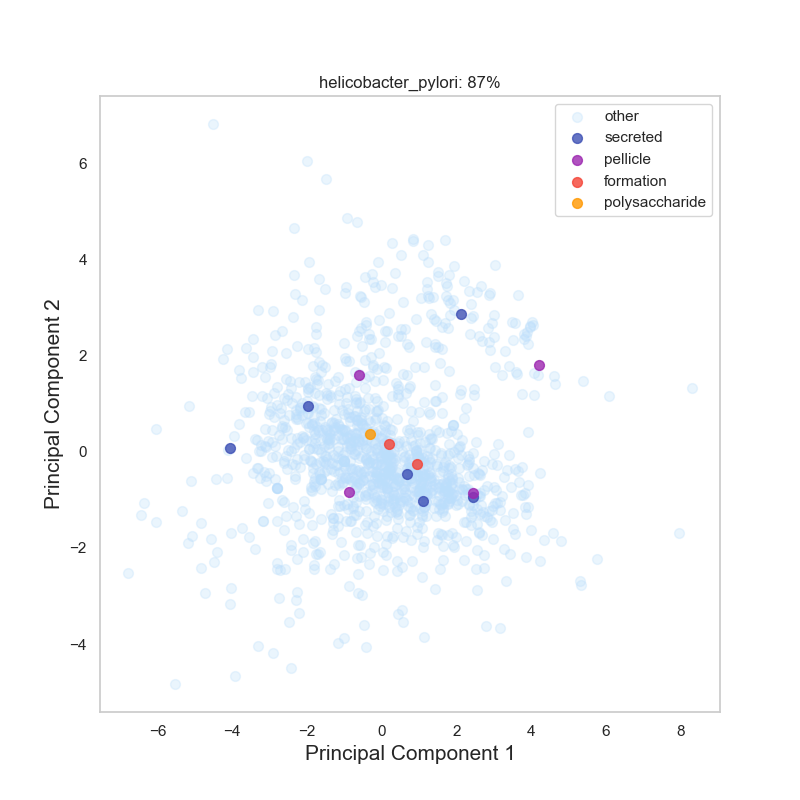 helicobacter_pylori: 87%
other
secreted
pellicle
formation
polysaccharide
6
4
2
0
−2
−4
Principal Component 2
−6
−4
−2
0
2
4
6
8
Principal Component 1